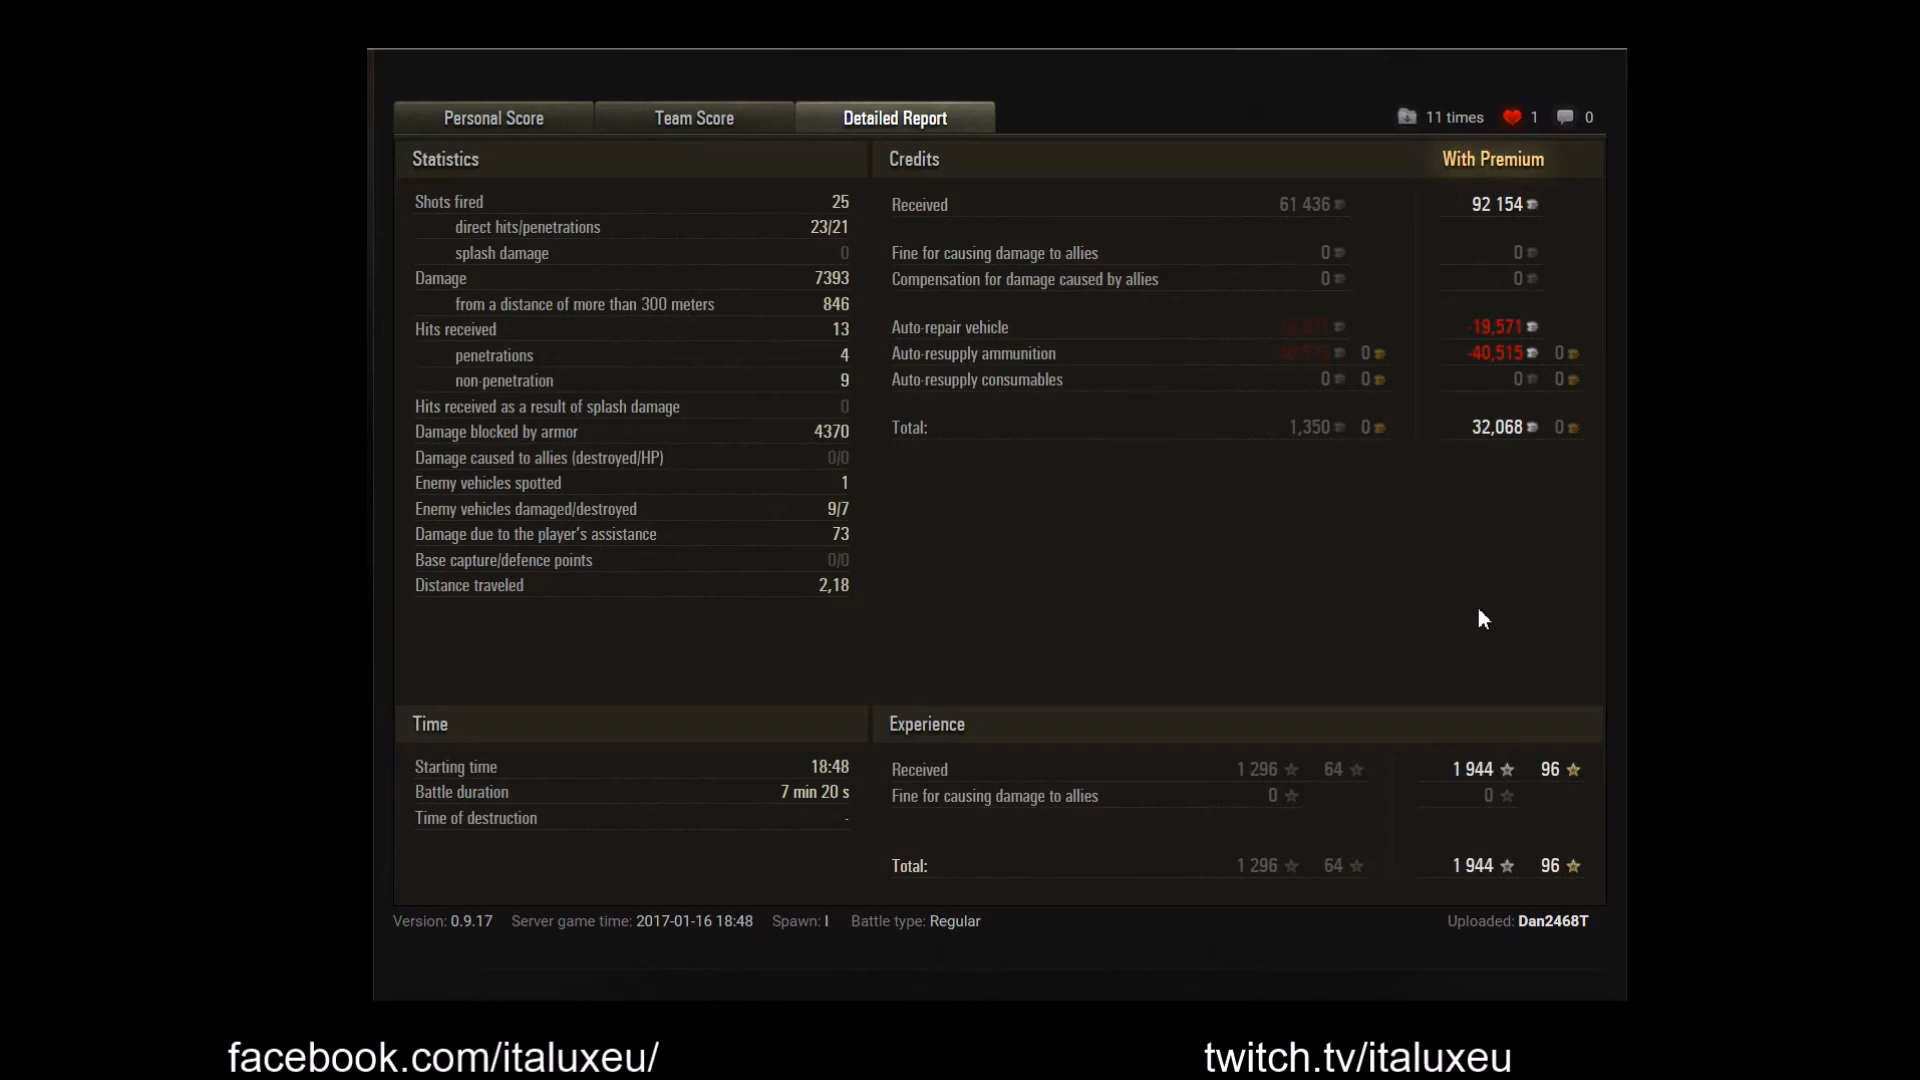 Personal Score Team Score Detailed Report 11 times 1 0
Statistics
Shots fired 25
direct hits/penetrations 23/21
splash damage 0
Damage 7393
from a distance of more than 300 meters 846
Hits received 13
penetrations 4
non-penetration 9
Hits received as a result of splash damage 0
Damage blocked by armor 4370
Damage caused to allies (destroyed/HP) 0/0
Enemy vehicles spotted 1
Enemy vehicles damaged/destroyed 9/7
Damage due to the player's assistance 73
Base capture/defence points 0/0
Distance traveled 2,18
Credits With Premium
Received 61 436 92 154
Fine for causing damage to allies 0 0
Compensation for damage caused by allies 0 0
Auto-repair vehicle -19,571
Auto-resupply ammunition 0 -40,515 0
Auto-resupply consumables 0 0 0 0
Total: 1,350 0 32,068 0
Time
Starting time 18:48
Battle duration 7 min 20 s
Time of destruction -
Experience
Received 1 296 64 1 944 96
Fine for causing damage to allies 0 0
Total: 1 296 64 1 944 96
Version: 0.9.17 Server game time: 2017-01-16 18:48 Spawn: I Battle type: Regular Uploaded: Dan2468T
facebook.com/italuxeu/ twitch.tv/italuxeu